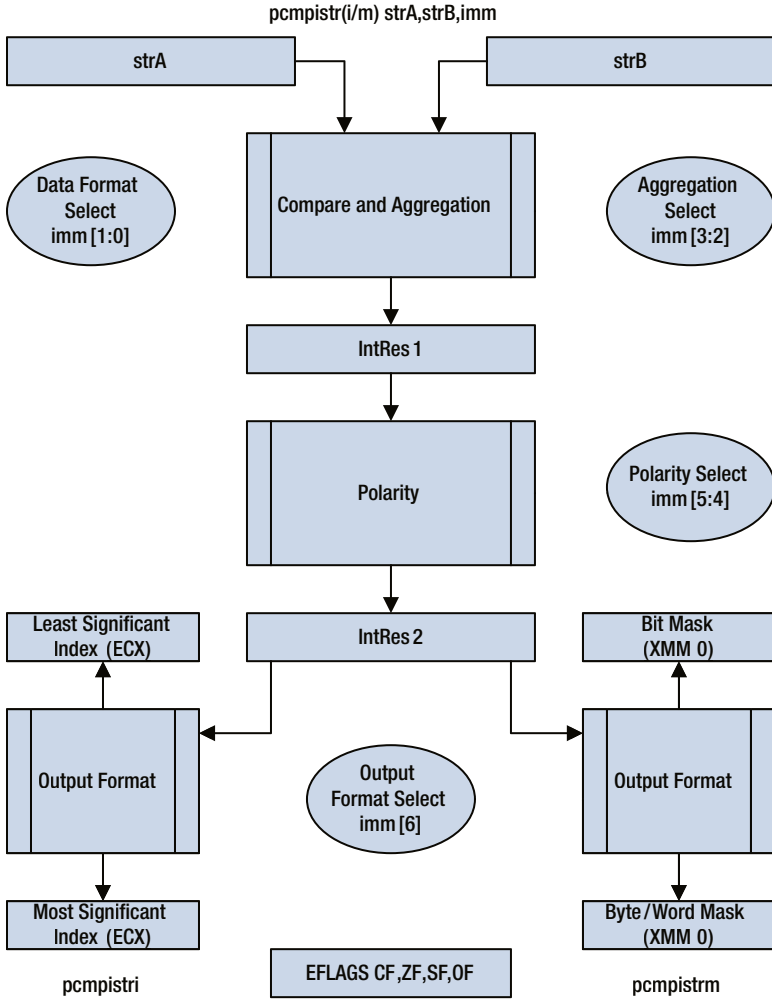 pcmpistr(i/m) strA,strB,imm
strA
strB
Data Format
Select
imm [1:0]
Compare and Aggregation
Aggregation
Select
imm [3:2]
IntRes 1
Polarity
Polarity Select
imm [5:4]
Least Significant
Index (ECX)
IntRes 2
Bit Mask
(XMM 0)
Output Format
Output
Format Select
imm [6]
Output Format
Most Significant
Index (ECX)
Byte/Word Mask
(XMM 0)
pcmpistri
EFLAGS CF,ZF,SF,OF
pcmpistrm